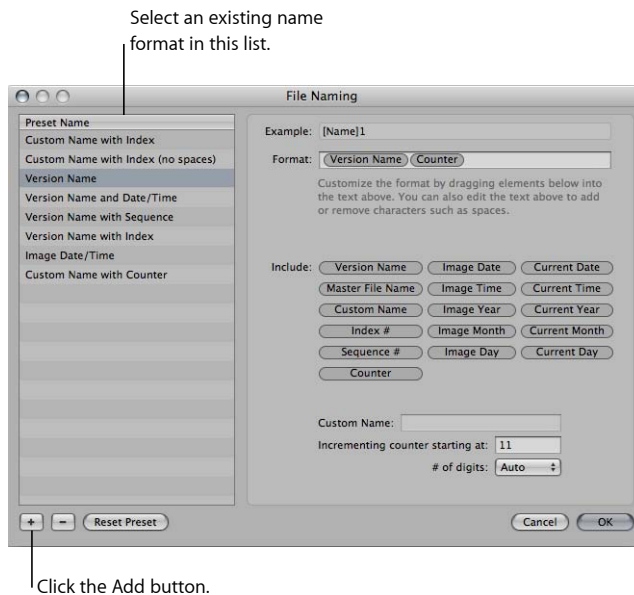 Select an existing name
format in this list.
File Naming
Preset Name
Custom Name with Index
Custom Name with Index (no spaces)
Version Name
Version Name and Date/Time
Version Name with Sequence
Version Name with Index
Image Date/Time
Custom Name with Counter
Example: [Name]1
Format: Version Name Counter
Customize the format by dragging elements below into
the text above. You can also edit the text above to add
or remove characters such as spaces.
Include: Version Name Image Date Current Date
Master File Name Image Time Current Time
Custom Name Image Year Current Year
Index # Image Month Current Month
Sequence # Image Day Current Day
Counter
Custom Name:
Incrementing counter starting at: 11
# of digits: Auto
+ − Reset Preset
Cancel OK
Click the Add button.